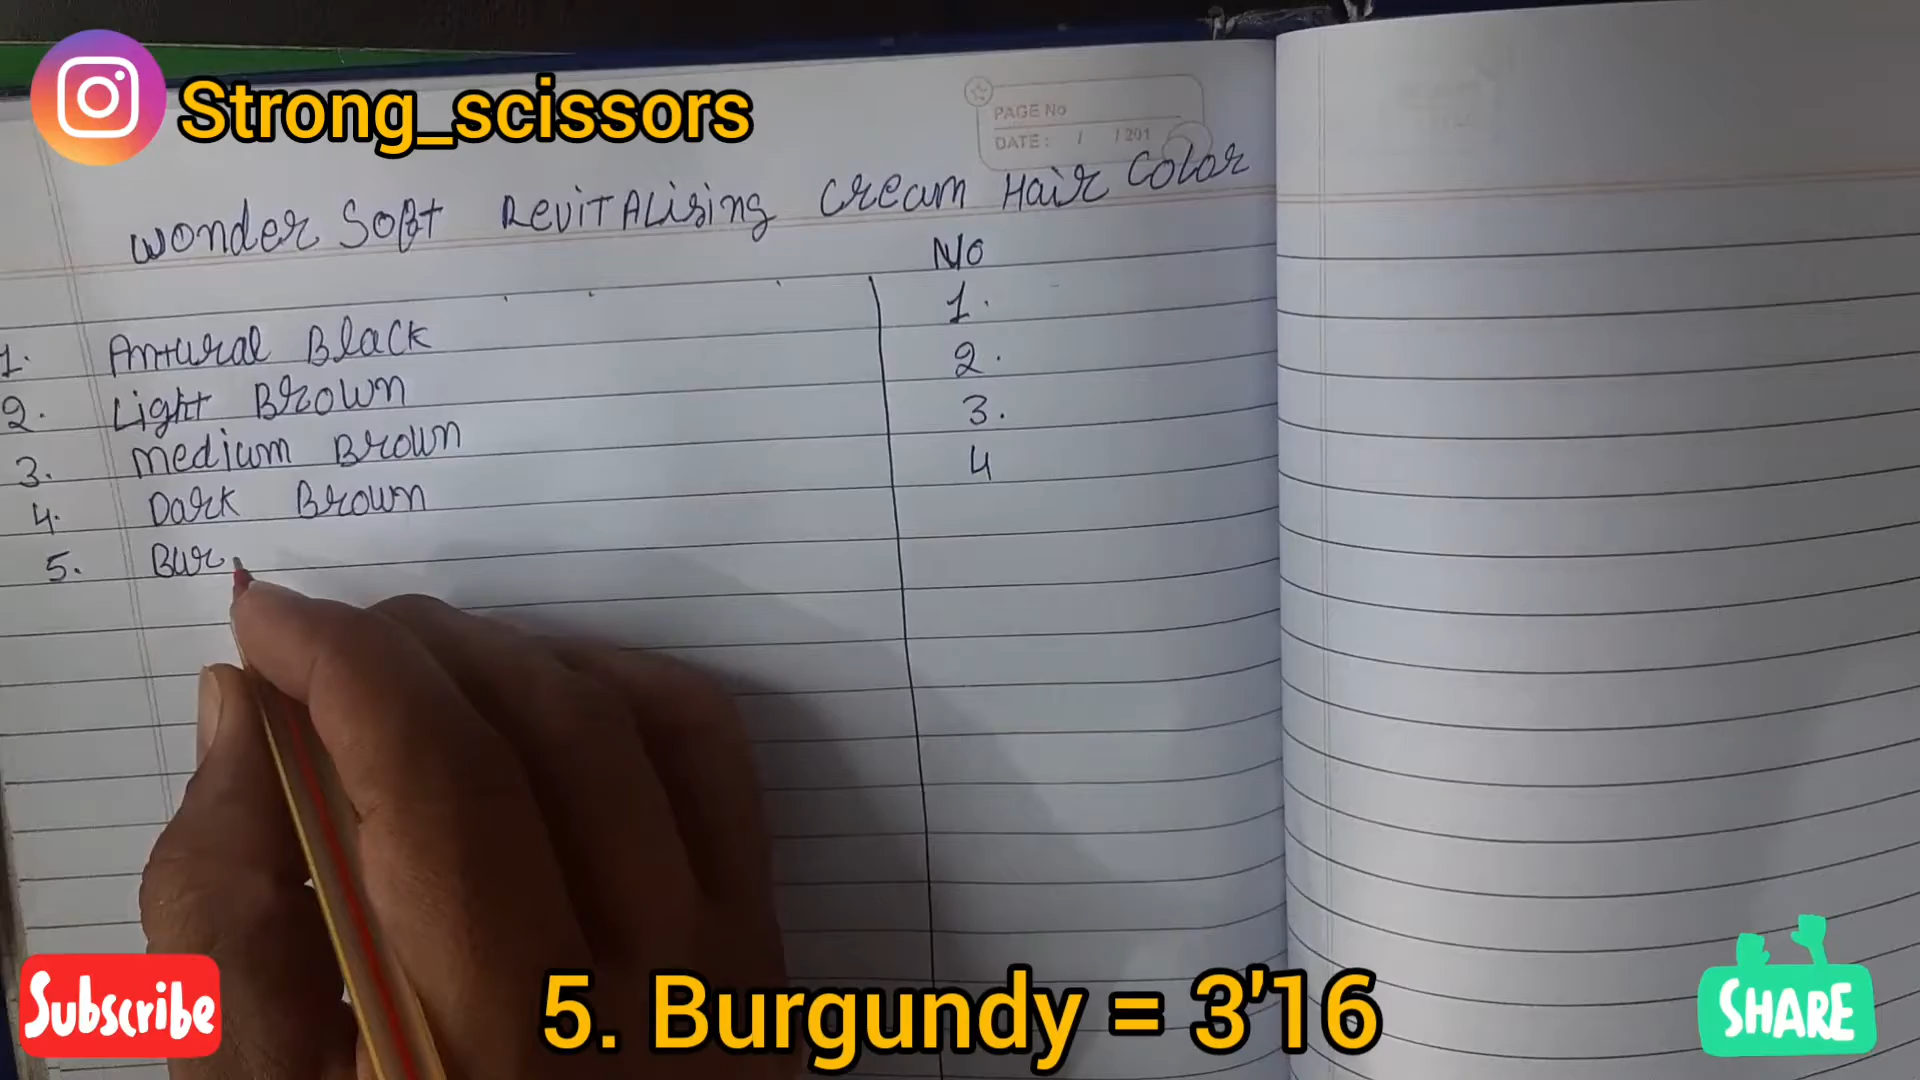 Strong_scissors
PAGE No
DATE: / / 201
Wonder Soft Revitalising Cream Hair Color
No
1. Antural Black 1.
2. Light Brown 2.
3. Medium Brown 3.
4. Dark Brown 4
5. Bur
5. Burgundy = 3'16
Subscribe
SHARE